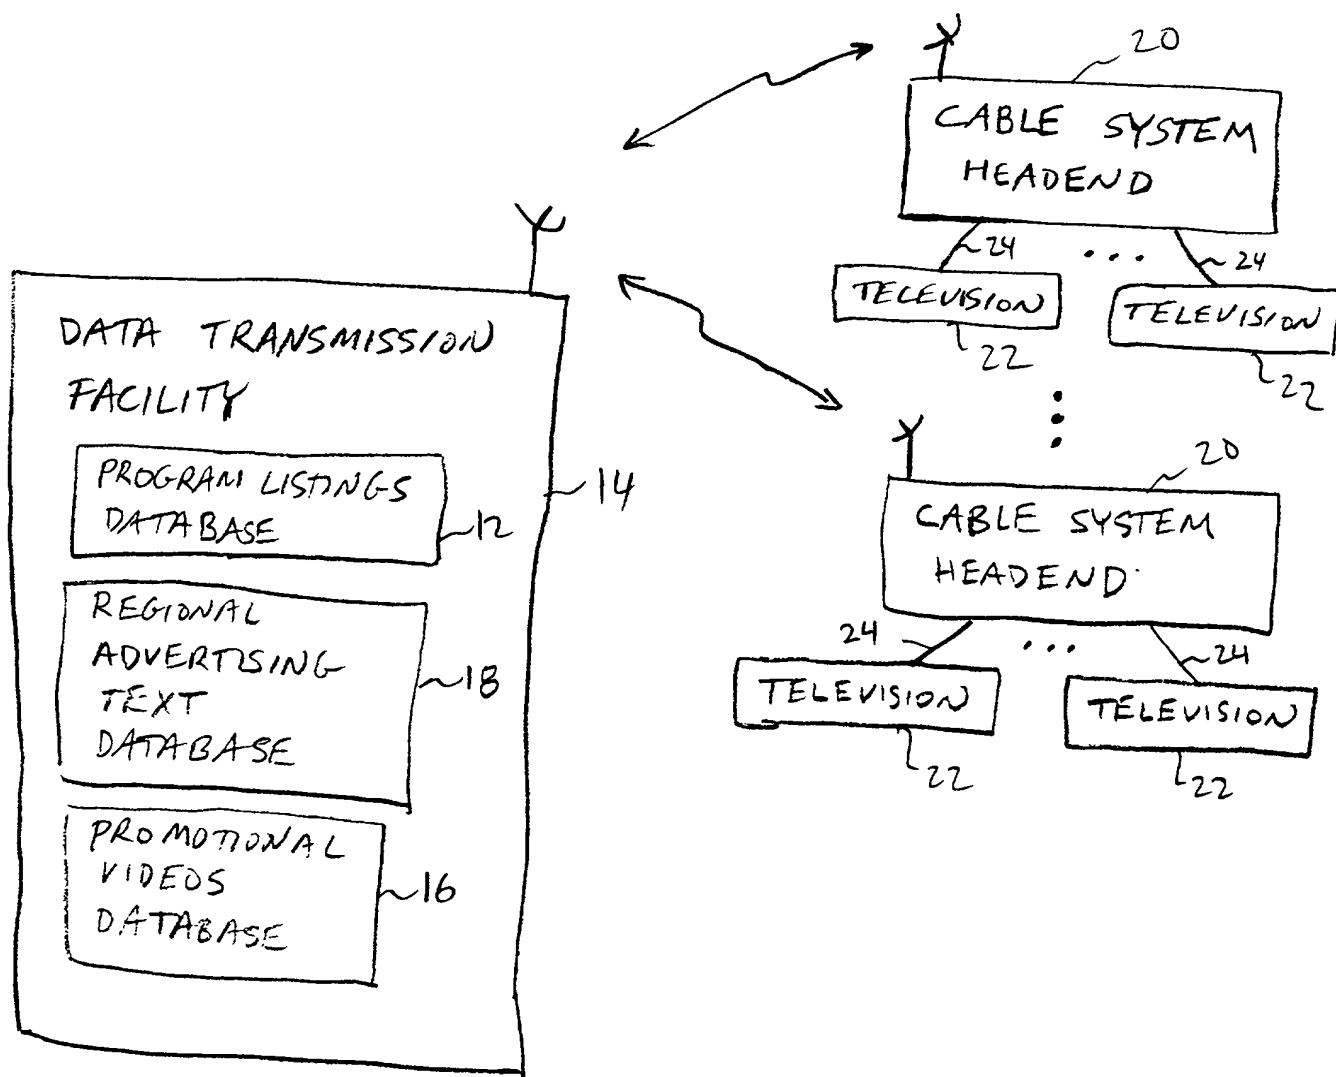 DATA TRANSMISSION
FACILITY
PROGRAM LISTINGS
DATABASE
12
14
REGIONAL
ADVERTISING
TEXT
DATABASE
18
PROMOTIONAL
VIDEOS
DATABASE
16
20
CABLE SYSTEM
HEADEND
24
...
24
TELEVISION
TELEVISION
22
22
20
CABLE SYSTEM
HEADEND
24
...
24
TELEVISION
TELEVISION
22
22